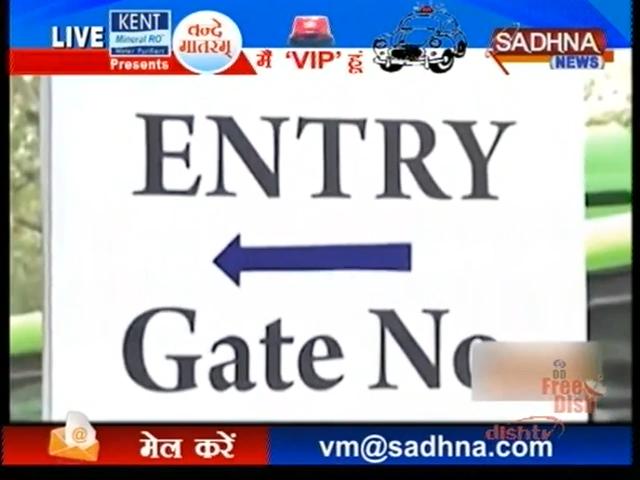 LIVE
KENT
Mineral RO
Water Purifiers
Presents
वन्दे
मातरम्
मैं 'VIP' हूं
SADHNA
NEWS
ENTRY
Gate No
DD
Free
Dish
मेल करें
vm@sadhna.com
dishtv